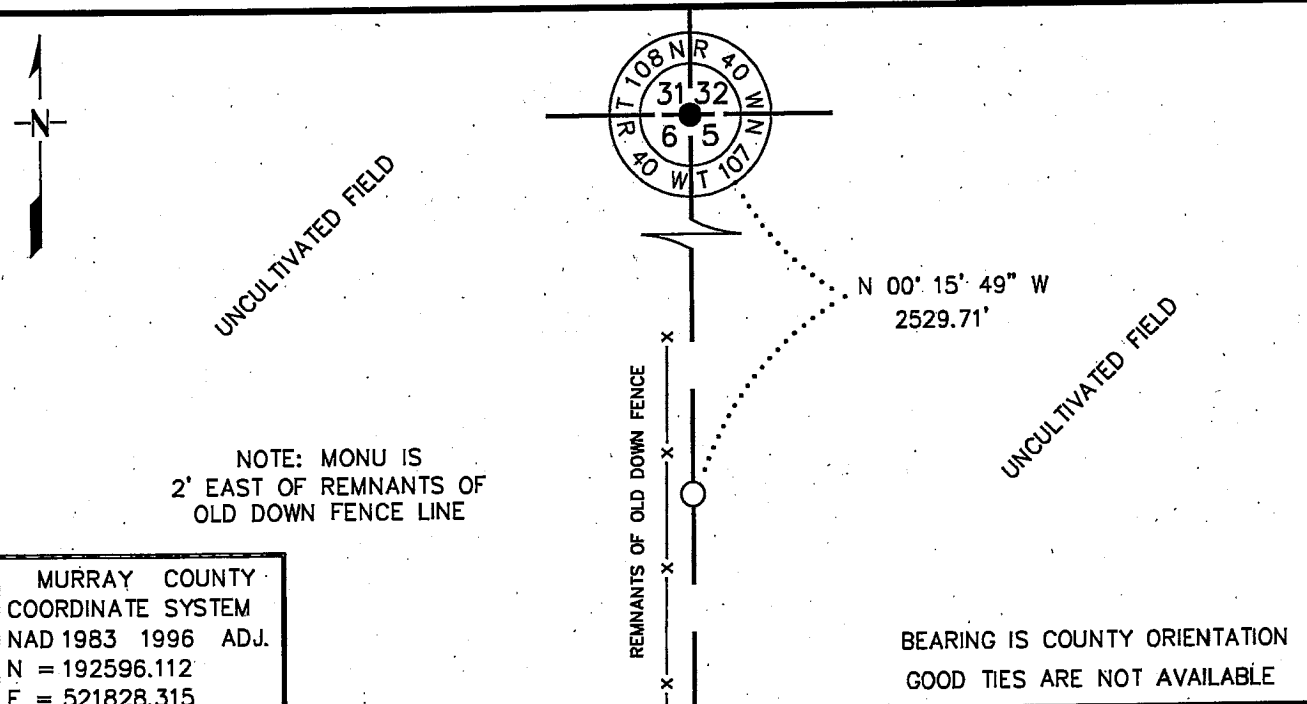 T 108 N R 40 W
31 32
6 5
R 40 W T 107 N
N
UNCULTIVATED FIELD
N 00° 15' 49" W
2529.71'
UNCULTIVATED FIELD
REMNANTS OF OLD DOWN FENCE
NOTE: MONU IS
2' EAST OF REMNANTS OF
OLD DOWN FENCE LINE
MURRAY COUNTY
COORDINATE SYSTEM
NAD 1983 1996 ADJ.
N = 192596.112
E = 521828.315
BEARING IS COUNTY ORIENTATION
GOOD TIES ARE NOT AVAILABLE